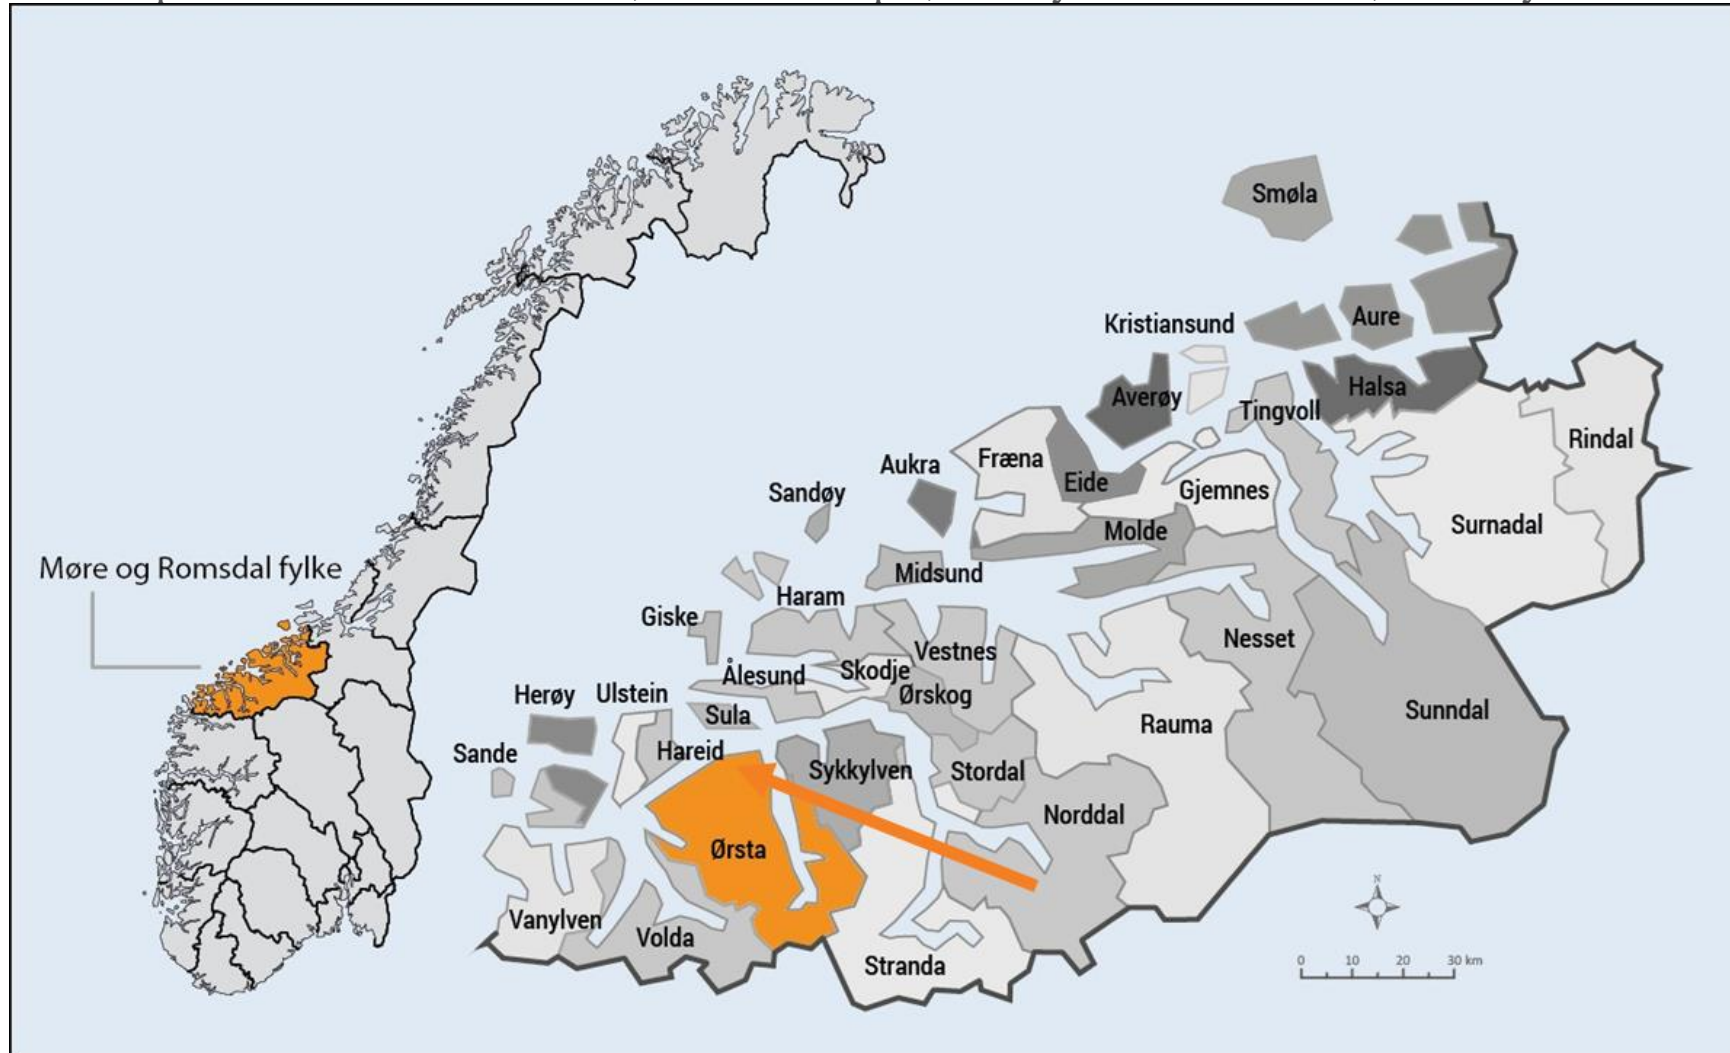 Møre og Romsdal fylke
Smøla
Kristiansund
Aure
Averøy
Halsa
Tingvoll
Rindal
Aukra
Fræna
Eide
Gjemnes
Surnadal
Sandøy
Molde
Midsund
Haram
Giske
Nesset
Vestnes
Skodje
Ålesund
Ørskog
Herøy
Ulstein
Sula
Rauma
Sunndal
Sande
Hareid
Sykkylven
Stordal
Norddal
Ørsta
Vanylven
Volda
Stranda
N
0 10 20 30 km